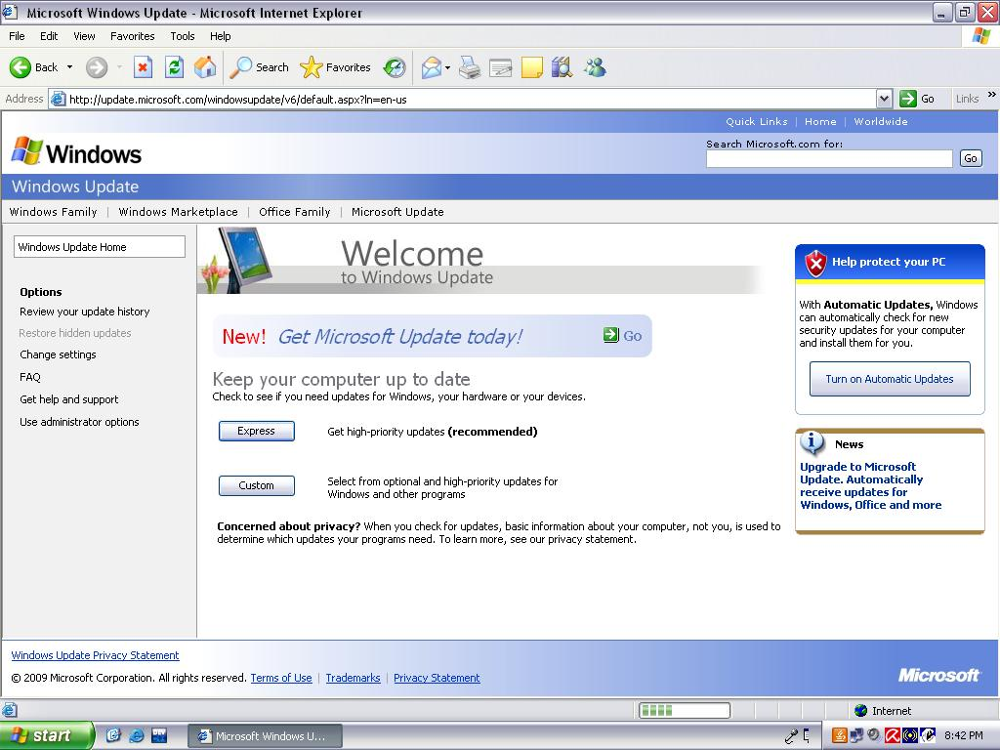 Microsoft Windows Update - Microsoft Internet Explorer
File Edit View Favorites Tools Help
Back Search Favorites
Address http://update.microsoft.com/windowsupdate/v6/default.aspx?ln=en-us Go Links »
Quick Links | Home | Worldwide
Windows
Search Microsoft.com for:
Go
Windows Update
Windows Family | Windows Marketplace | Office Family | Microsoft Update
Windows Update Home
Options
Review your update history
Restore hidden updates
Change settings
FAQ
Get help and support
Use administrator options
Welcome
to Windows Update
New! Get Microsoft Update today! Go
Keep your computer up to date
Check to see if you need updates for Windows, your hardware or your devices.
Express Get high-priority updates (recommended)
Custom Select from optional and high-priority updates for
Windows and other programs
Concerned about privacy? When you check for updates, basic information about your computer, not you, is used to
determine which updates your programs need. To learn more, see our privacy statement.
Help protect your PC
With Automatic Updates, Windows
can automatically check for new
security updates for your computer
and install them for you.
Turn on Automatic Updates
News
Upgrade to Microsoft
Update. Automatically
receive updates for
Windows, Office and more
Windows Update Privacy Statement
© 2009 Microsoft Corporation. All rights reserved. Terms of Use | Trademarks | Privacy Statement
Microsoft
Internet
start Microsoft Windows U... 8:42 PM